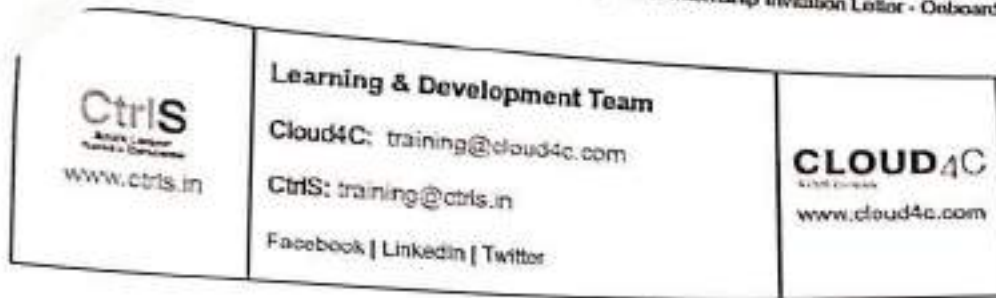 Invitation Letter - Onboard
CtrlS
www.ctrls.in
Learning & Development Team
Cloud4C: training@cloud4c.com
CtrlS: training@ctrls.in
Facebook | LinkedIn | Twitter
CLOUD4C
www.cloud4c.com